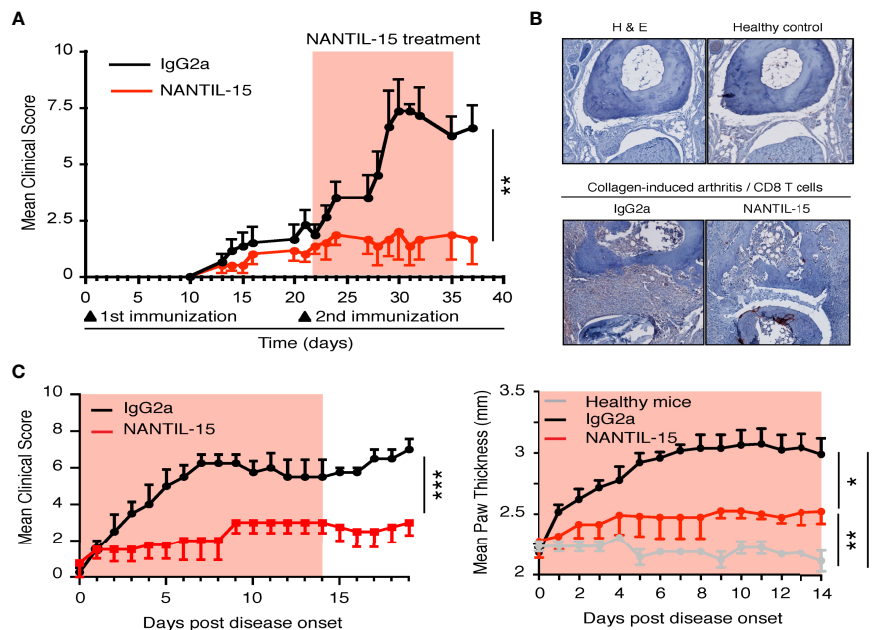 A
NANTIL-15 treatment
10
7.5
5
2.5
0
Mean Clinical Score
IgG2a
NANTIL-15
**
0 5 10 15 20 25 30 35 40
▲1st immunization ▲2nd immunization
Time (days)
B
H & E Healthy control
Collagen-induced arthritis / CD8 T cells
IgG2a NANTIL-15
C
10
8
6
4
2
0
Mean Clinical Score
IgG2a
NANTIL-15
***
0 5 10 15
Days post disease onset
3.5
3
2.5
2
Mean Paw Thickness (mm)
Healthy mice
IgG2a
NANTIL-15
*
**
0 2 4 6 8 10 12 14
Days post disease onset